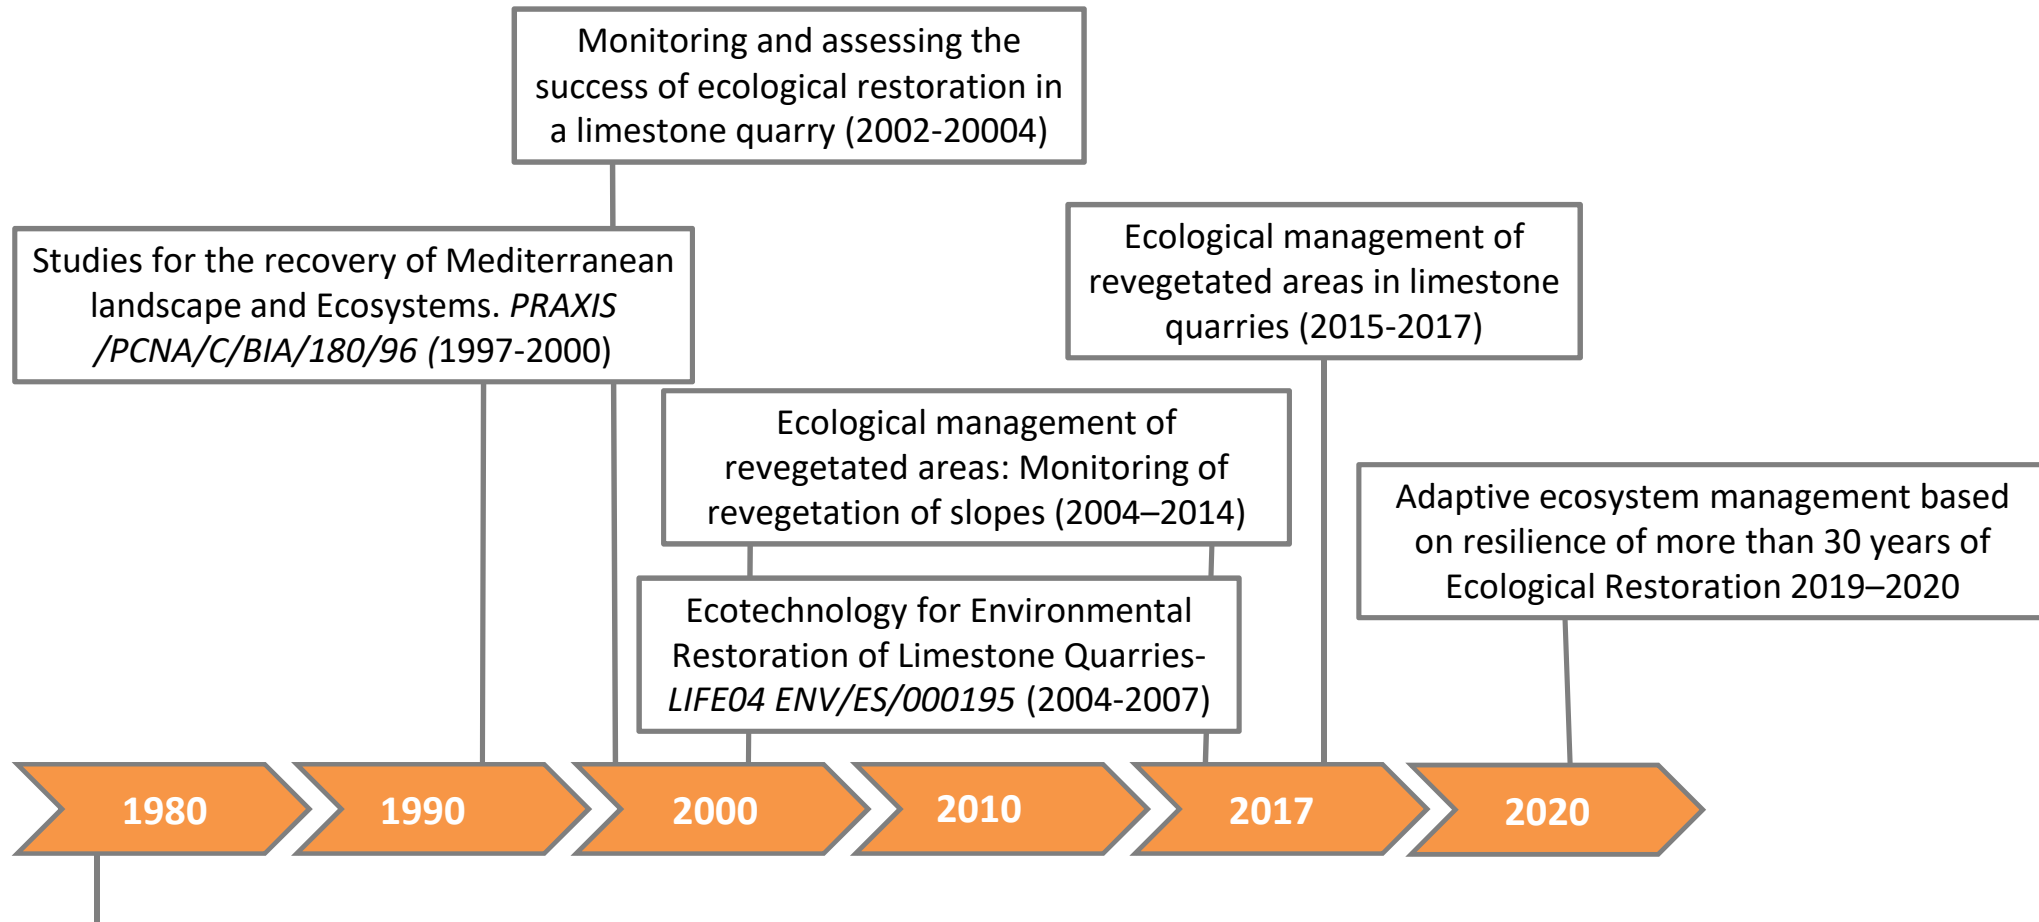 Monitoring and assessing the
success of ecological restoration in
a limestone quarry (2002-20004)
Studies for the recovery of Mediterranean
landscape and Ecosystems. PRAXIS
/PCNA/C/BIA/180/96 (1997-2000)
Ecological management of
revegetated areas in limestone
quarries (2015-2017)
Ecological management of
revegetated areas: Monitoring of
revegetation of slopes (2004–2014)
Adaptive ecosystem management based
on resilience of more than 30 years of
Ecological Restoration 2019–2020
Ecotechnology for Environmental
Restoration of Limestone Quarries-
LIFE04 ENV/ES/000195 (2004-2007)
1980 1990 2000 2010 2017 2020